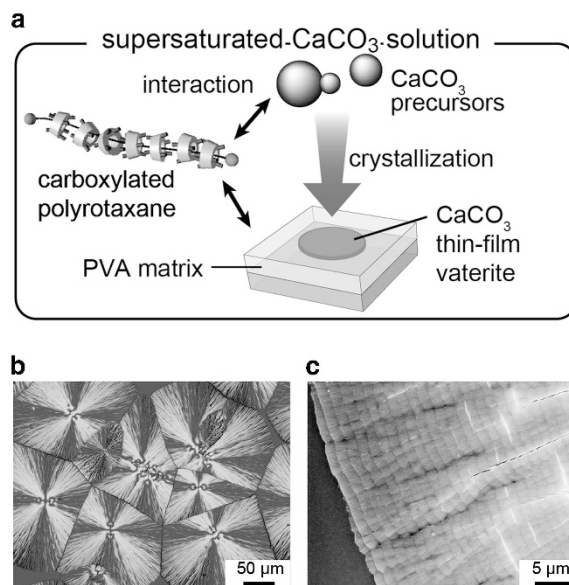 a
supersaturated-CaCO3-solution
interaction
CaCO3
precursors
carboxylated
polyrotaxane
crystallization
CaCO3
thin-film
vaterite
PVA matrix
b
c
50 μm
5 μm